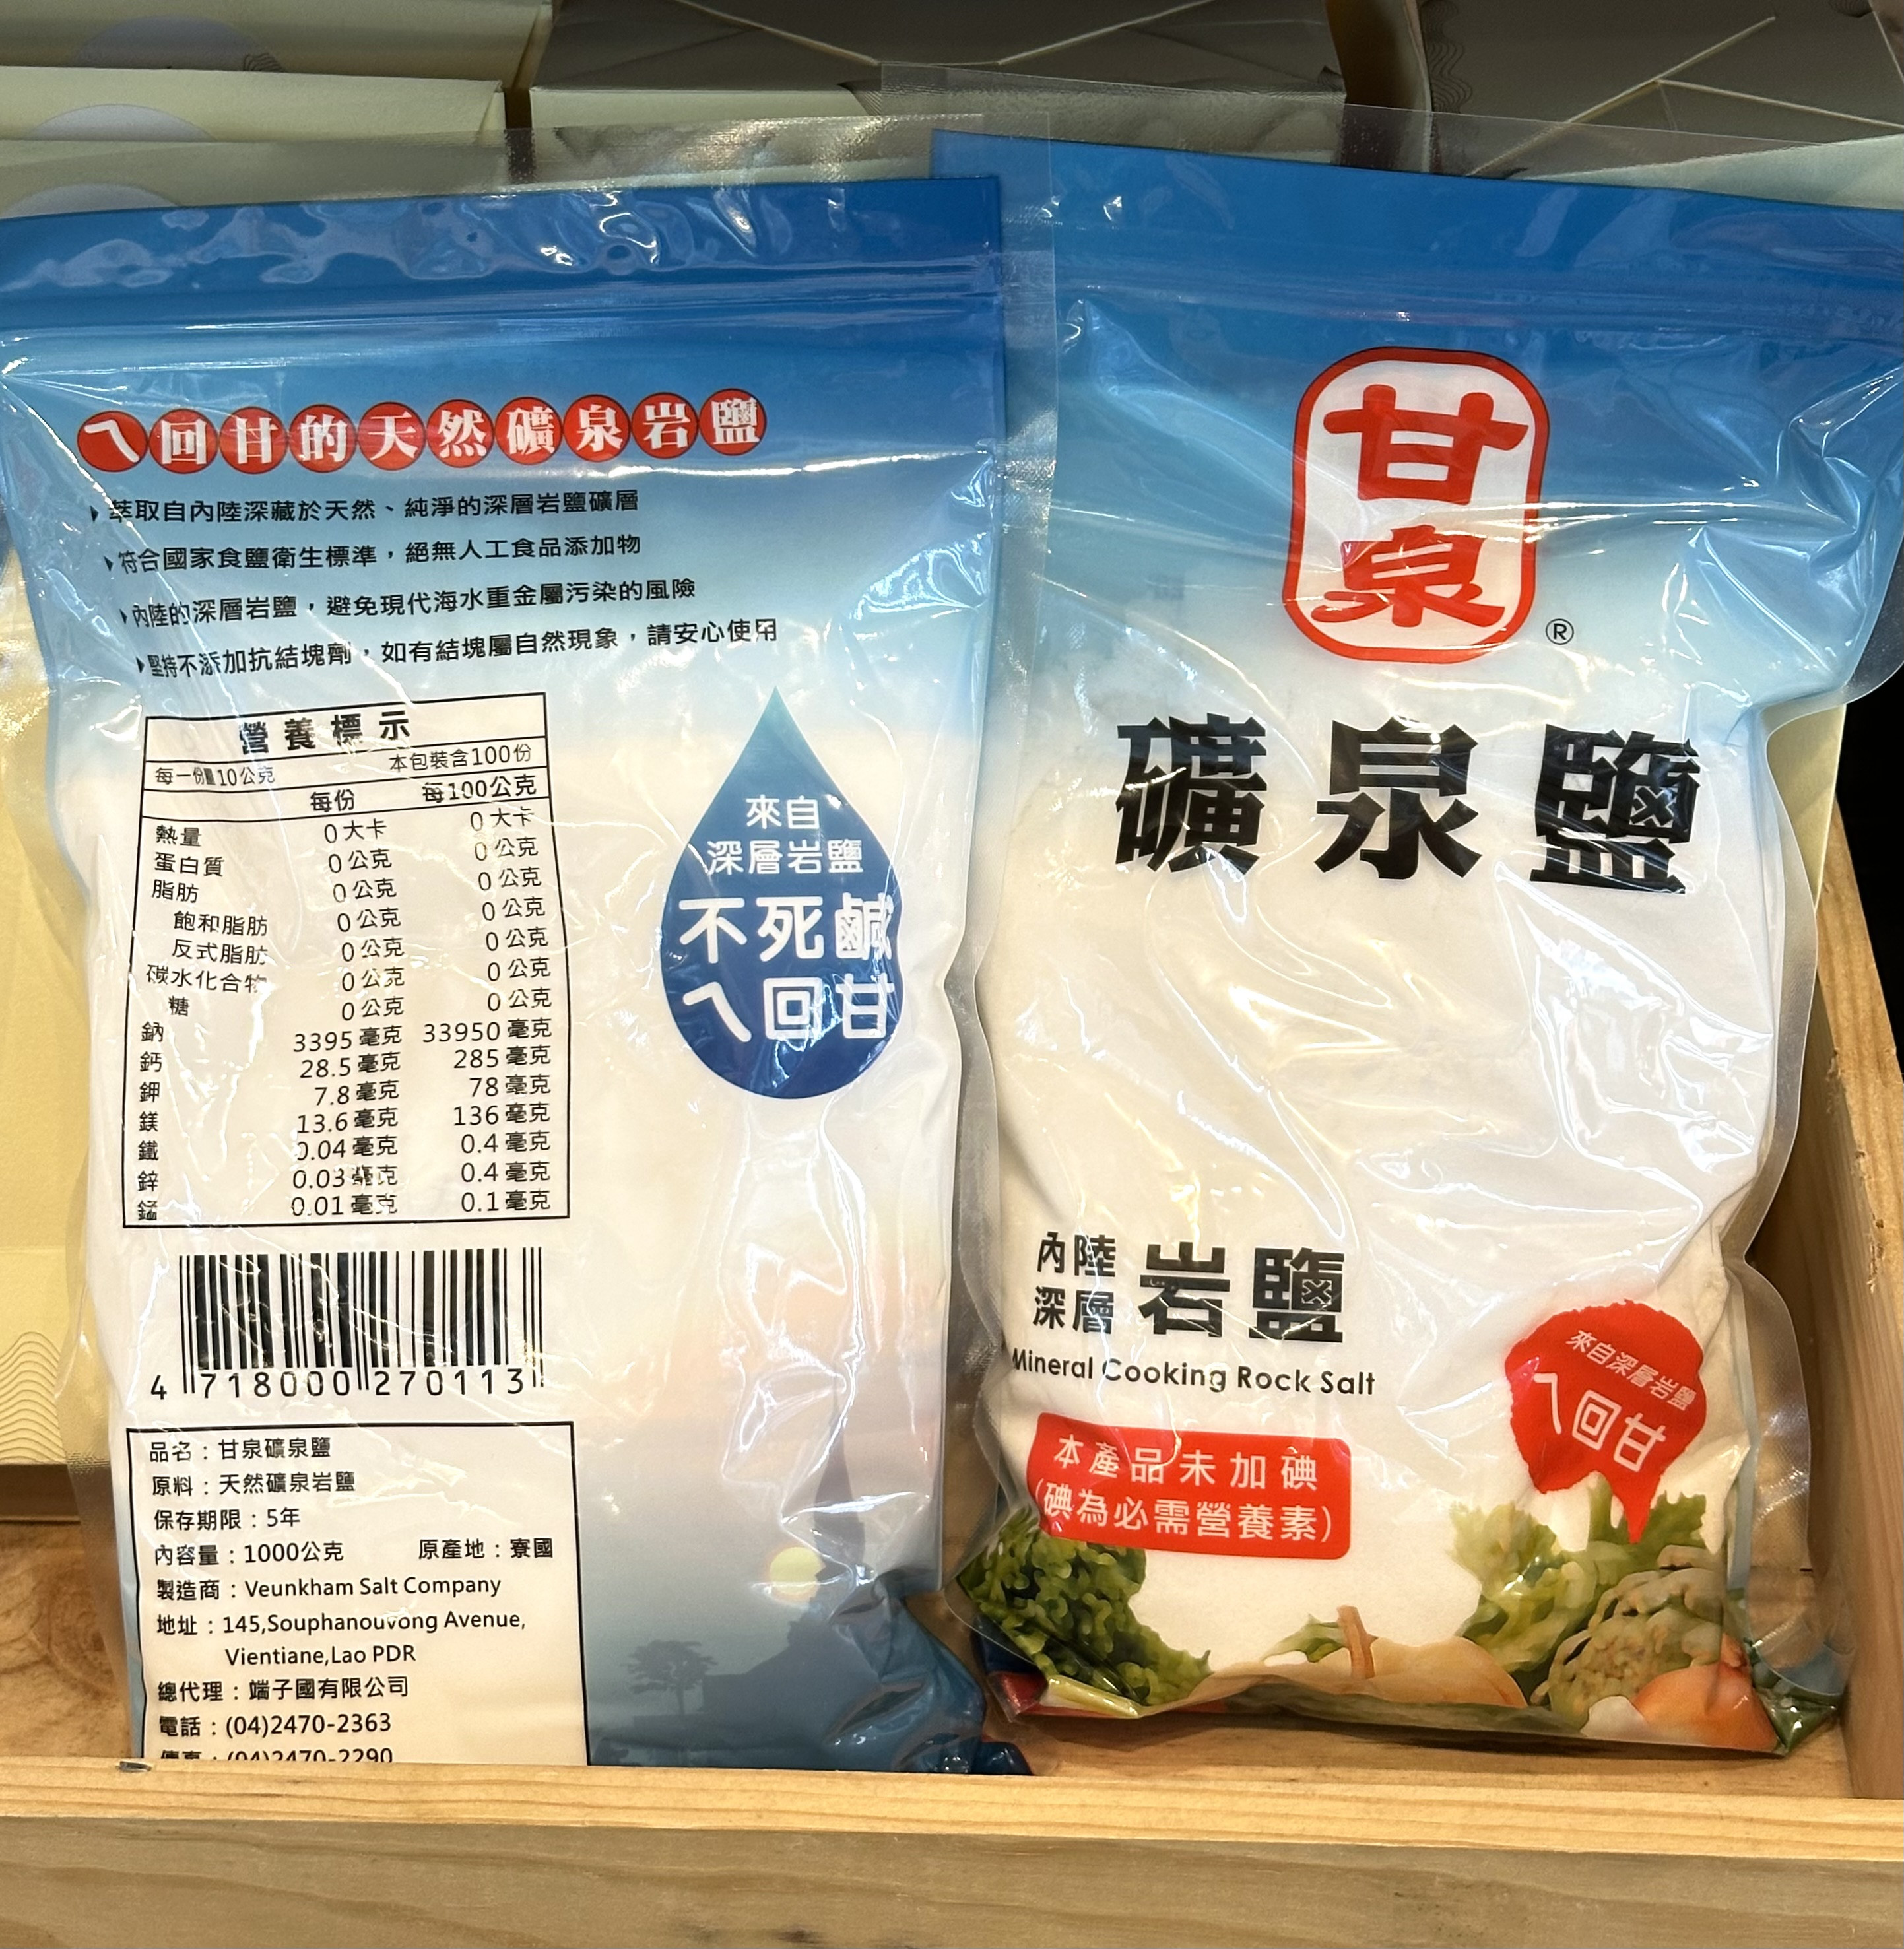 ㄟ回甘的天然礦泉岩鹽
萃取自內陸深藏於天然、純淨的深層岩鹽礦層
符合國家食鹽衛生標準，絕無人工食品添加物
內陸的深層岩鹽，避免現代海水重金屬污染的風險
堅持不添加抗結塊劑，如有結塊屬自然現象，請安心使用
營養標示
每一份量10公克 本包裝含100份
每份 每100公克
熱量 0大卡 0大卡
蛋白質 0公克 0公克
脂肪 0公克 0公克
飽和脂肪 0公克 0公克
反式脂肪 0公克 0公克
碳水化合物 0公克 0公克
糖 0公克 0公克
鈉 3395毫克 33950毫克
鈣 28.5毫克 285毫克
鉀 7.8毫克 78毫克
鎂 13.6毫克 136毫克
鐵 0.04毫克 0.4毫克
鋅 0.03毫克 0.4毫克
錳 0.01毫克 0.1毫克
來自
深層岩鹽
不死鹹
ㄟ回甘
4 718000 270113
品名：甘泉礦泉鹽
原料：天然礦泉岩鹽
保存期限：5年
內容量：1000公克 原產地：寮國
製造商：Veunkham Salt Company
地址：145,Souphanouvong Avenue,
Vientiane,Lao PDR
總代理：端子國有限公司
電話：(04)2470-2363
傳真：(04)2470-2290
甘泉®
礦泉鹽
內陸
深層
岩鹽
Mineral Cooking Rock Salt
本產品未加碘
(碘為必需營養素)
來自深層岩鹽
ㄟ回甘